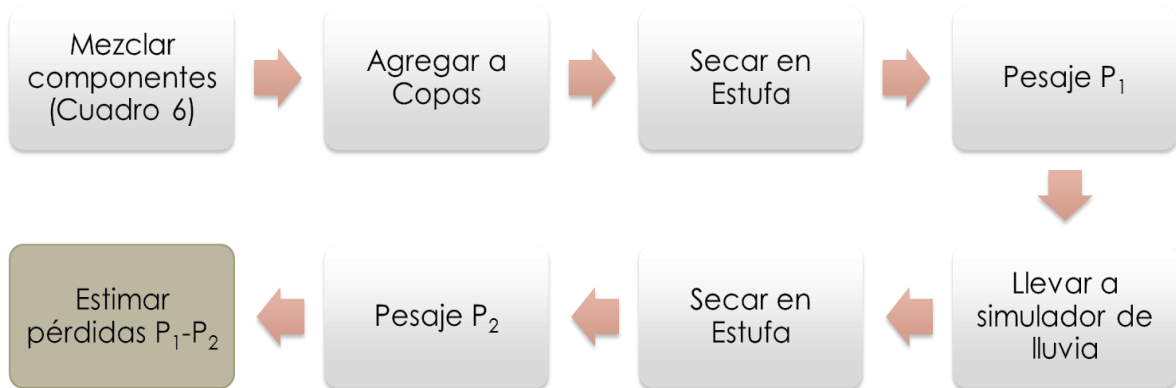 Mezclar
componentes
(Cuadro 6)
Agregar a
Copas
Secar en
Estufa
Pesaje P₁
Llevar a
simulador de
lluvia
Secar en
Estufa
Pesaje P₂
Estimar
pérdidas P₁-P₂